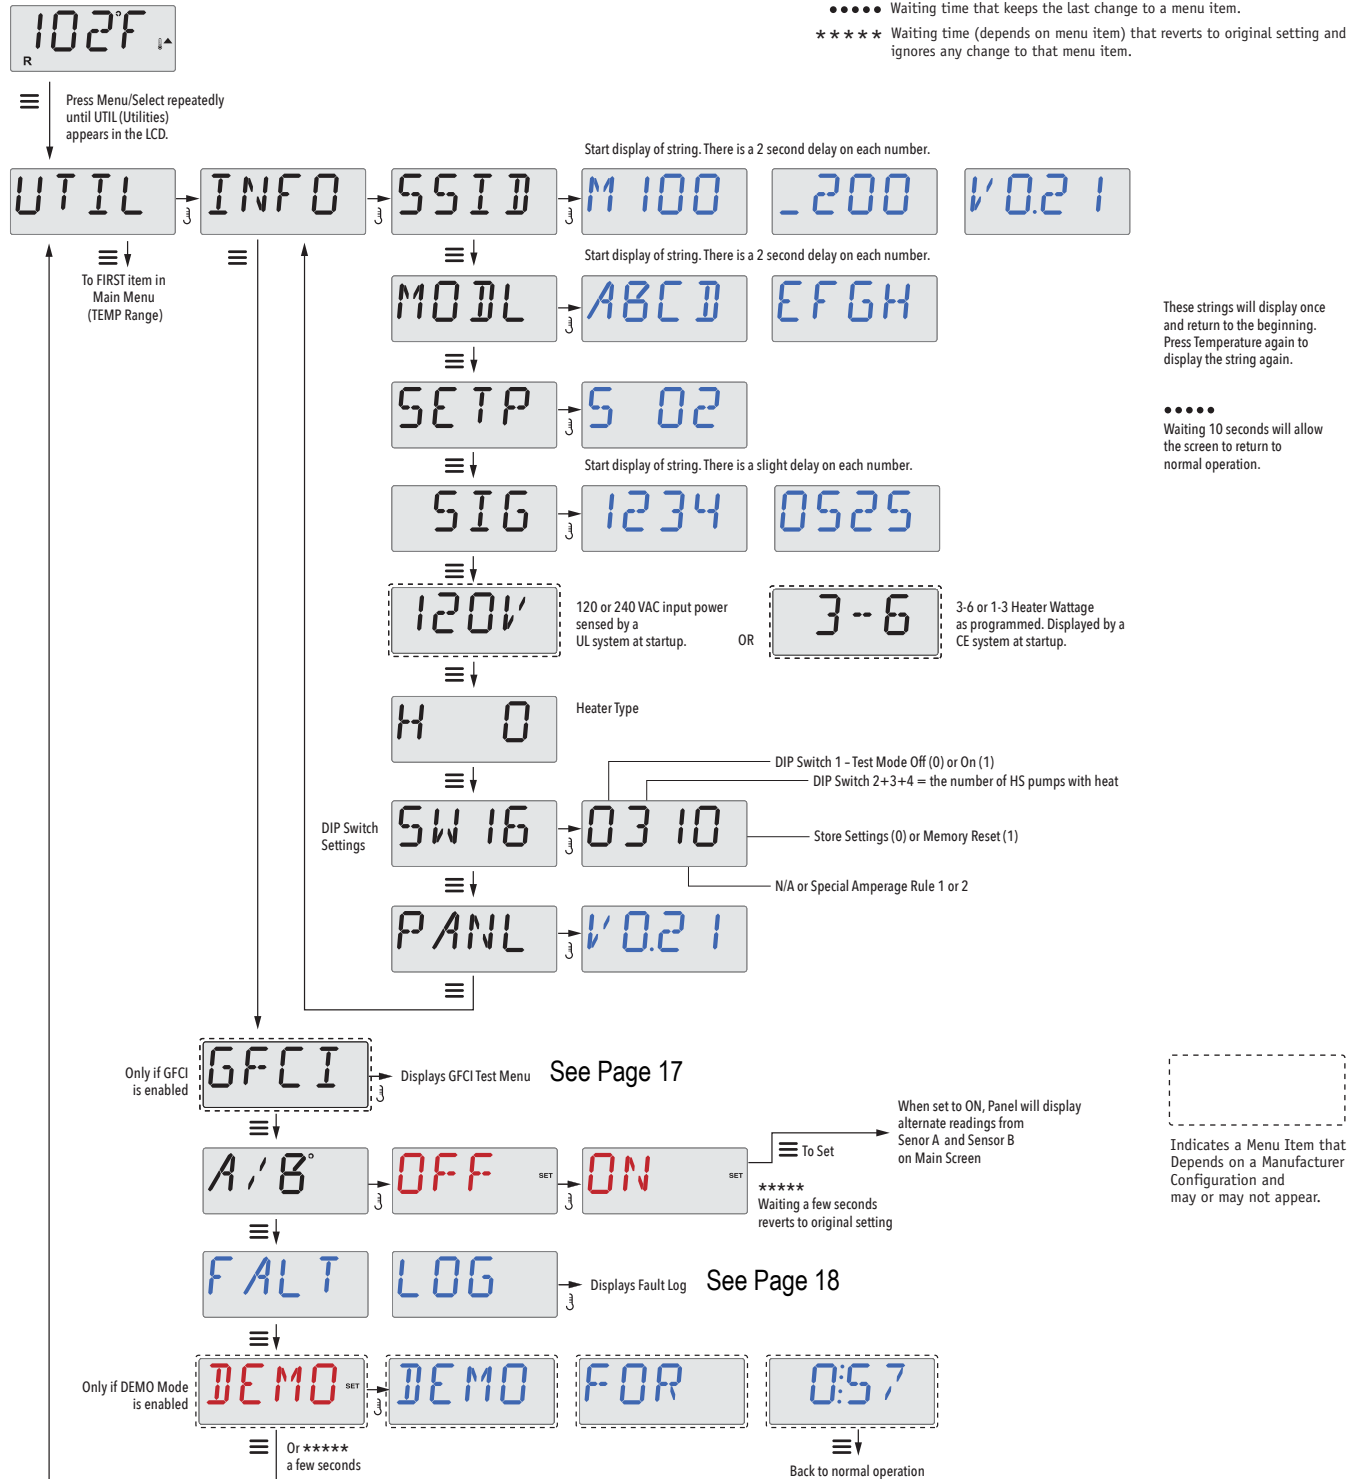 102°F
R
●●●●● Waiting time that keeps the last change to a menu item.
***** Waiting time (depends on menu item) that reverts to original setting and
ignores any change to that menu item.
Press Menu/Select repeatedly
until UTIL (Utilities)
appears in the LCD.
Start display of string. There is a 2 second delay on each number.
UTIL
INFO
SSID
M 100
_200
V 0.21
To FIRST item in
Main Menu
(TEMP Range)
Start display of string. There is a 2 second delay on each number.
MODL
ABCD
EFGH
These strings will display once
and return to the beginning.
Press Temperature again to
display the string again.
SETP
S 02
●●●●●
Waiting 10 seconds will allow
the screen to return to
normal operation.
Start display of string. There is a slight delay on each number.
SIG
1234
0525
120V
120 or 240 VAC input power
sensed by a
UL system at startup.
OR
3-6
3-6 or 1-3 Heater Wattage
as programmed. Displayed by a
CE system at startup.
H 0
Heater Type
DIP Switch 1 – Test Mode Off (0) or On (1)
DIP Switch 2+3+4 = the number of HS pumps with heat
DIP Switch
Settings
SW 16
0310
Store Settings (0) or Memory Reset (1)
N/A or Special Amperage Rule 1 or 2
PANL
V 0.21
Only if GFCI
is enabled
GFCI
Displays GFCI Test Menu
See Page 17
A/B°
OFF
SET
ON
SET
To Set
When set to ON, Panel will display
alternate readings from
Senor A and Sensor B
on Main Screen
*****
Waiting a few seconds
reverts to original setting
Indicates a Menu Item that
Depends on a Manufacturer
Configuration and
may or may not appear.
FALT
LOG
Displays Fault Log
See Page 18
Only if DEMO Mode
is enabled
DEMO
SET
DEMO
FOR
0:57
Or *****
a few seconds
Back to normal operation